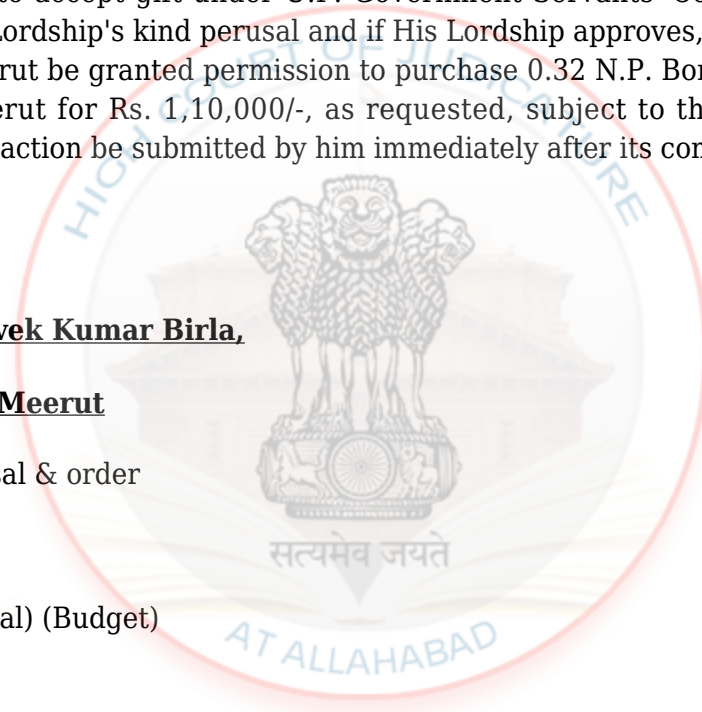 to accept gift under U.P. Government Servants' Co
Lordship's kind perusal and if His Lordship approves,
rut be granted permission to purchase 0.32 N.P. Bor
erut for Rs. 1,10,000/-, as requested, subject to th
action be submitted by him immediately after its con
HIGH COURT OF JUDICATURE
vek Kumar Birla,
Meerut
sal & order
सत्यमेव जयते
al) (Budget)
AT ALLAHABAD